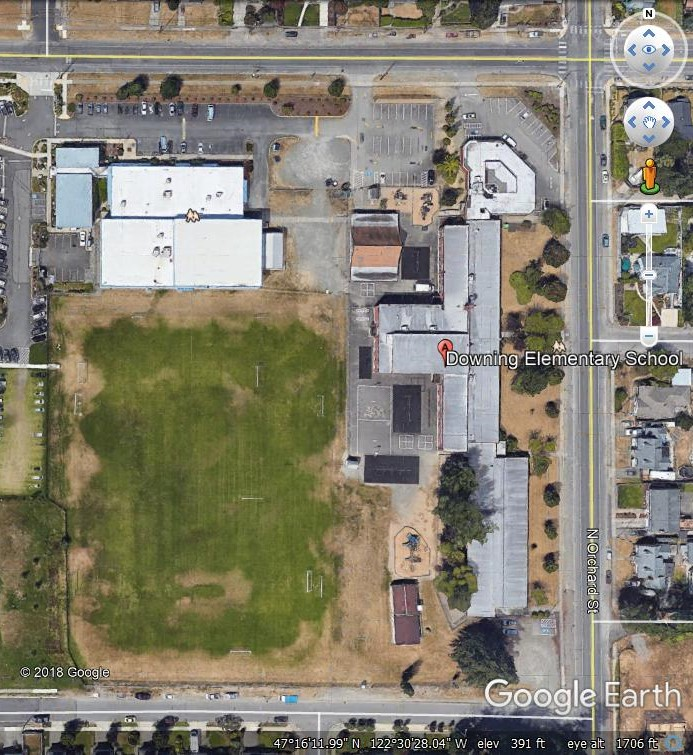 N
A
Downing Elementary School
N Orchard St
© 2018 Google
Google Earth
47°16'11.99" N 122°30'28.04" W elev 391 ft eye alt 1706 ft